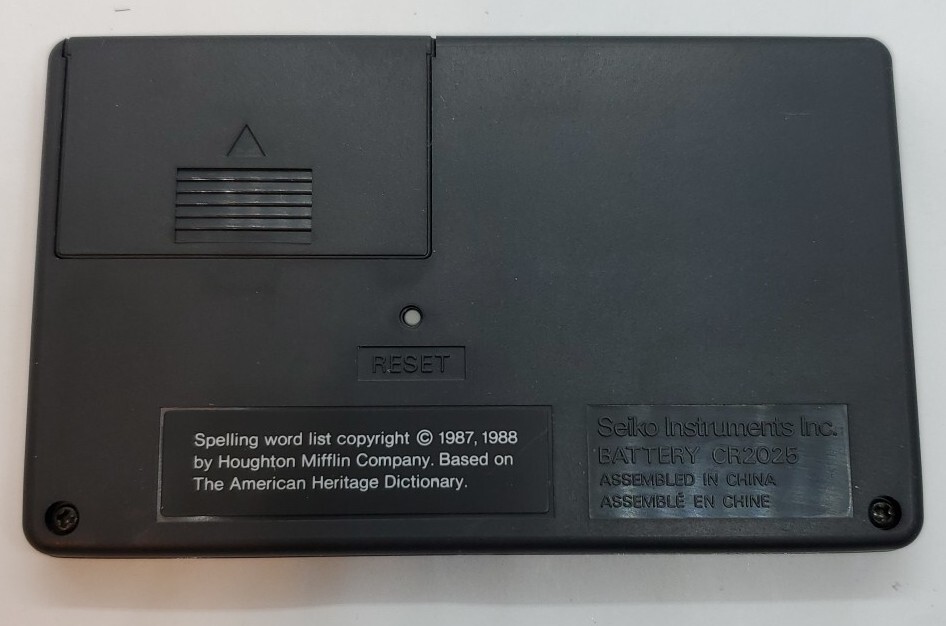 RESET
Spelling word list copyright © 1987, 1988
by Houghton Mifflin Company. Based on
The American Heritage Dictionary.
Seiko Instruments Inc.
BATTERY CR2025
ASSEMBLED IN CHINA
ASSEMBLÉ EN CHINE